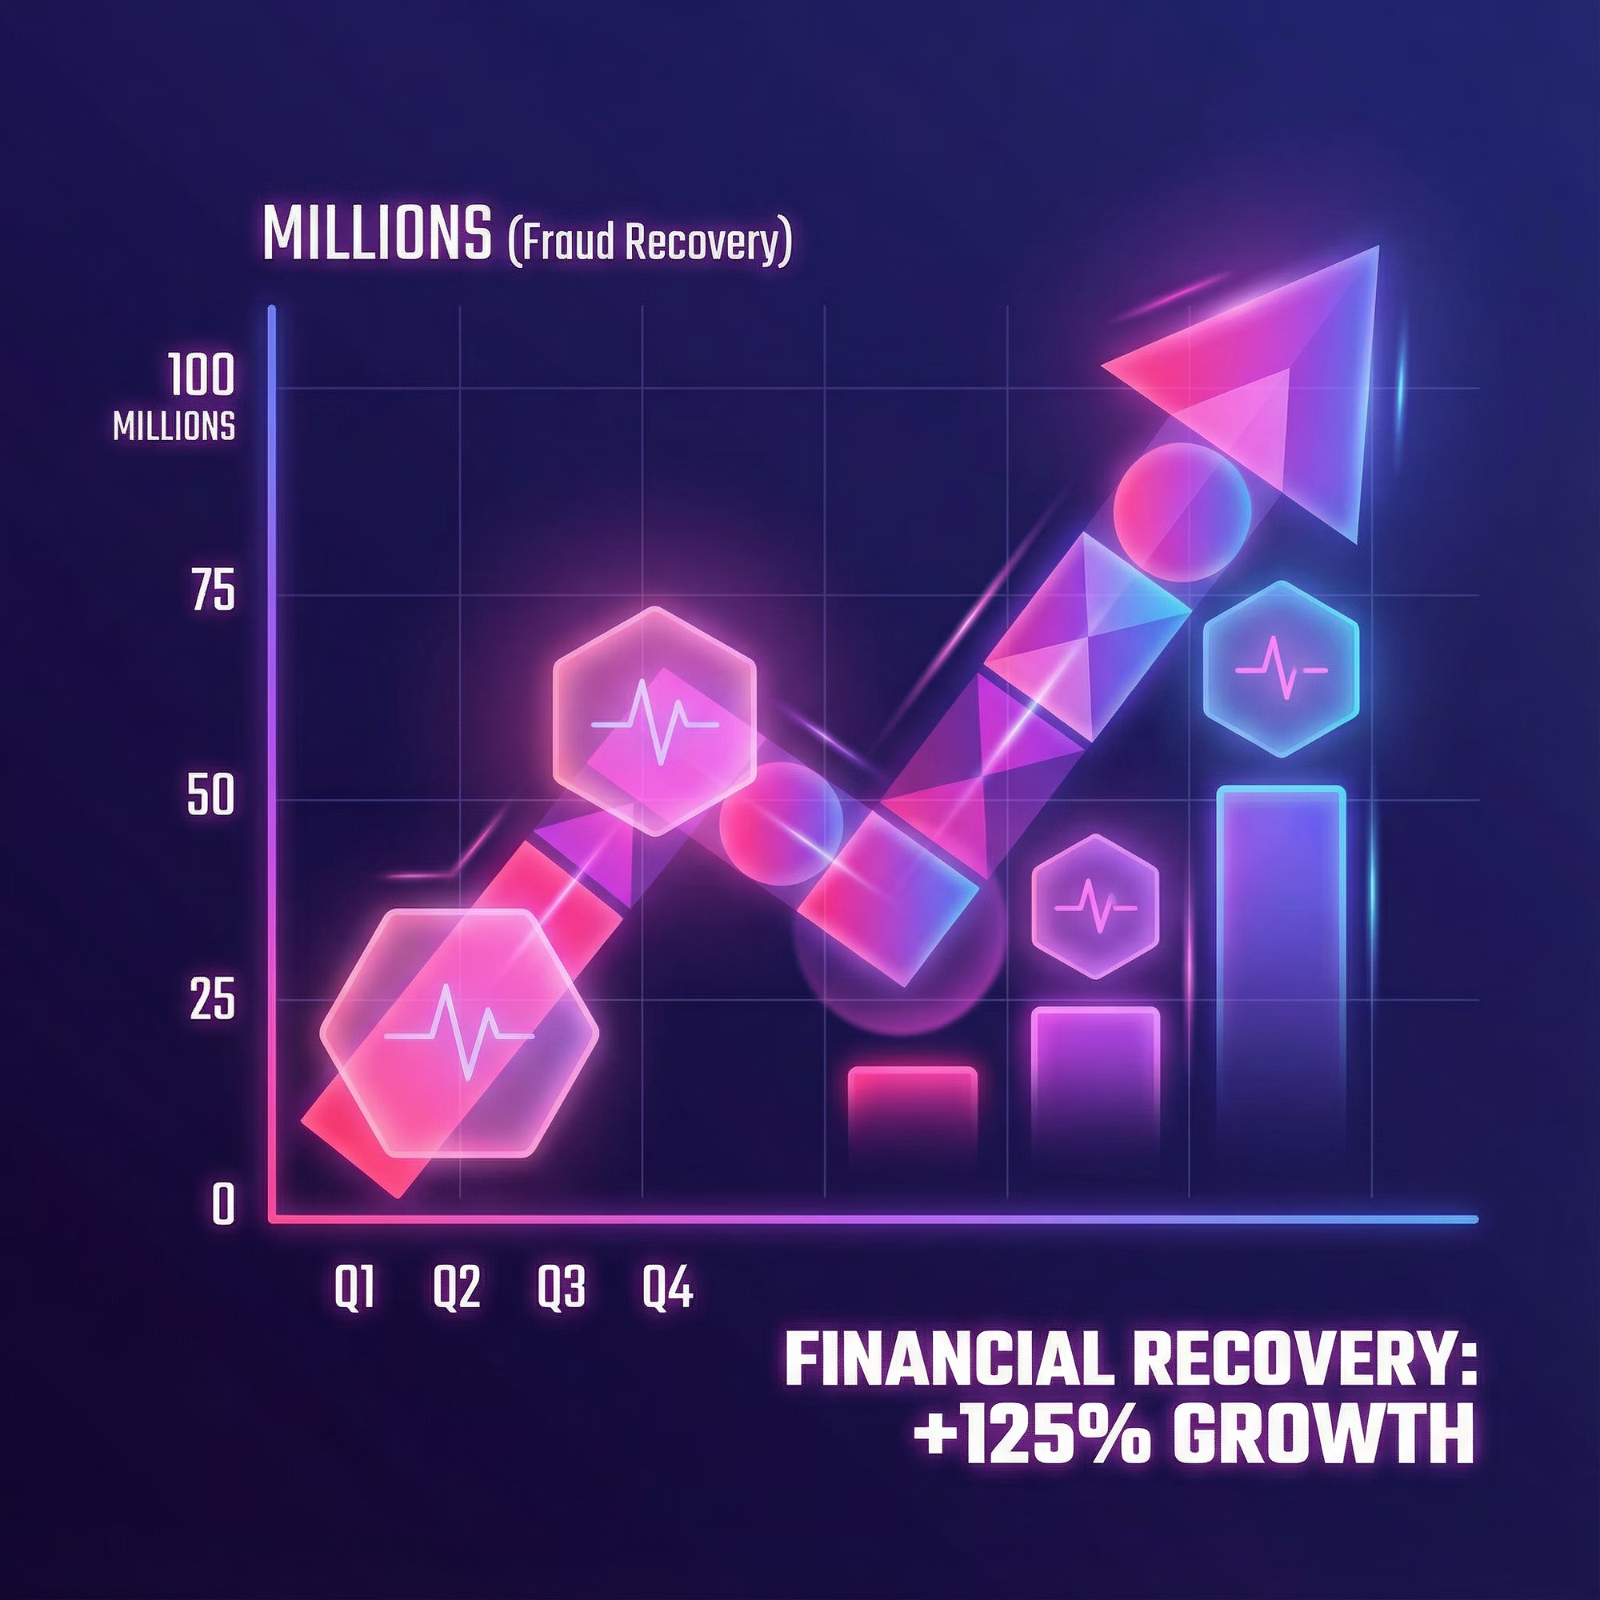 MILLIONS (Fraud Recovery)
100
MILLIONS
75
50
25
0
Q1 Q2 Q3 Q4
FINANCIAL RECOVERY:
+125% GROWTH